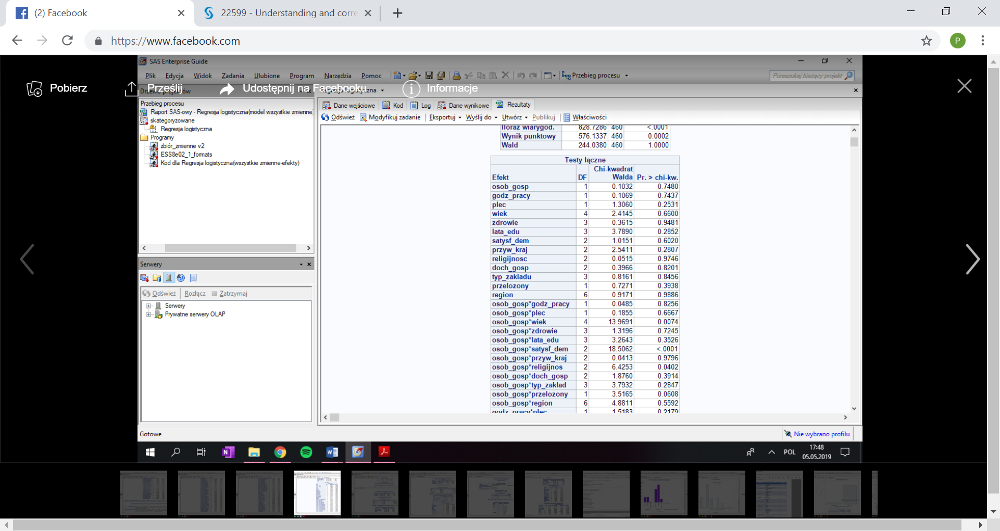 (2) Facebook
22599 - Understanding and corre
https://www.facebook.com
P
SAS Enterprise Guide
Plik Edycja Widok Zadania Ulubione Program Narzędzia Pomoc Przebieg procesu Przeszukaj bieżący projekt
Pobierz Prześlij Udostępnij na Facebooku Informacje
Przebieg procesu
Raport SAS-owy - Regresja logistyczna(model wszystkie zmienne
skategoryzowane
Regresja logistyczna
Programy
zbiór_zmienne v2
ESS8e02_1_formats
Kod dla Regresja logistyczna(wszystkie zmienne-efekty)
Serwery
Odśwież Rozłącz Zatrzymaj
Serwery
Prywatne serwery OLAP
Dane wejściowe Kod Log Dane wynikowe Rezultaty
Odśwież Modyfikuj zadanie Eksportuj Wyślij do Utwórz Publikuj Właściwości
Iloraz wiarygod. 828.7286 460 <.0001
Wynik punktowy 576.1337 460 0.0002
Wald 244.0380 460 1.0000
Testy łączne
Efekt DF Chi-kwadrat Walda Pr. > chi-kw.
osob_gosp 1 0.1032 0.7480
godz_pracy 1 0.1069 0.7437
plec 1 1.3060 0.2531
wiek 4 2.4145 0.6600
zdrowie 3 0.3615 0.9481
lata_edu 3 3.7890 0.2852
satysf_dem 2 1.0151 0.6020
przyw_kraj 2 2.5411 0.2807
religijnosc 2 0.0515 0.9746
doch_gosp 2 0.3966 0.8201
typ_zakladu 3 0.8161 0.8456
przelozony 1 0.7271 0.3938
region 6 0.9171 0.9886
osob_gosp*godz_pracy 1 0.0485 0.8256
osob_gosp*plec 1 0.1855 0.6667
osob_gosp*wiek 4 13.9691 0.0074
osob_gosp*zdrowie 3 1.3196 0.7245
osob_gosp*lata_edu 3 3.2643 0.3526
osob_gosp*satysf_dem 2 18.5062 <.0001
osob_gosp*przyw_kraj 2 0.0413 0.9796
osob_gosp*religijnos 2 6.4253 0.0402
osob_gosp*doch_gosp 2 1.8760 0.3914
osob_gosp*typ_zaklad 3 3.7932 0.2847
osob_gosp*przelozony 1 3.5165 0.0608
osob_gosp*region 6 4.8811 0.5592
godz_pracy*plec 1 1.5183 0.2179
Gotowe
Nie wybrano profilu
POL
17:48
05.05.2019